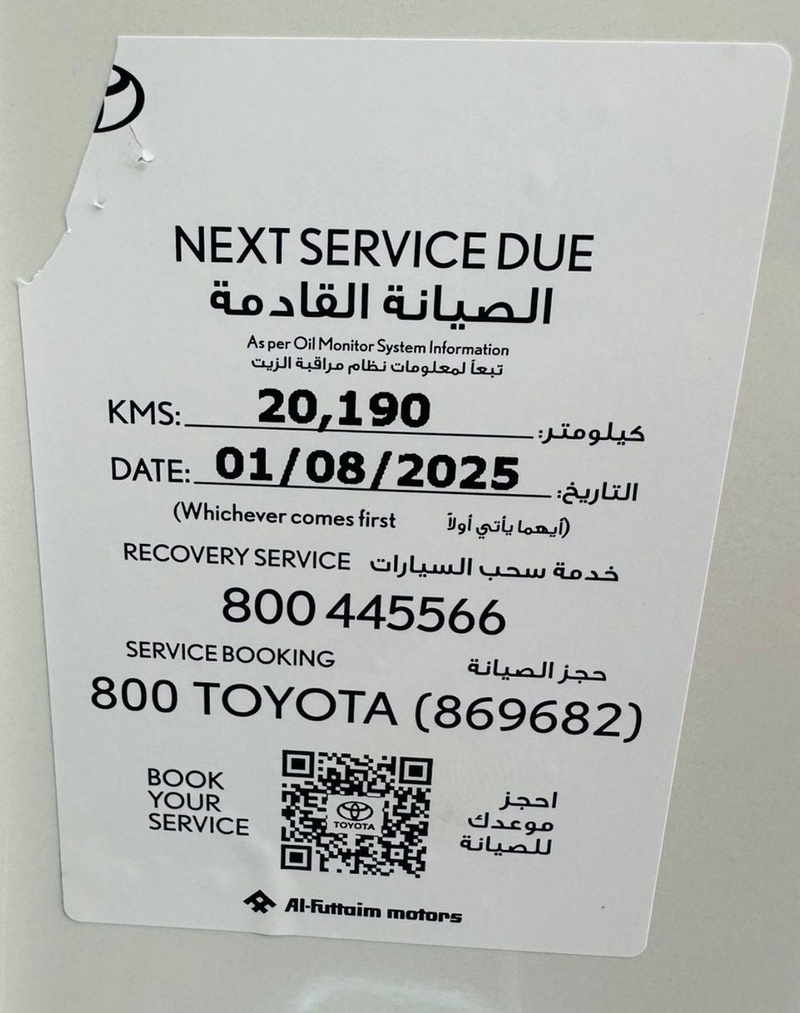 NEXT SERVICE DUE
الصيانة القادمة
As per Oil Monitor System Information
تبعاً لمعلومات نظام مراقبة الزيت
KMS: 20,190 كيلومتر:
DATE: 01/08/2025 التاريخ:
(Whichever comes first أيهما يأتي أولاً)
RECOVERY SERVICE خدمة سحب السيارات
800 445566
SERVICE BOOKING حجز الصيانة
800 TOYOTA (869682)
BOOK
YOUR
SERVICE
TOYOTA
احجز
موعدك
للصيانة
Al-Futtaim motors